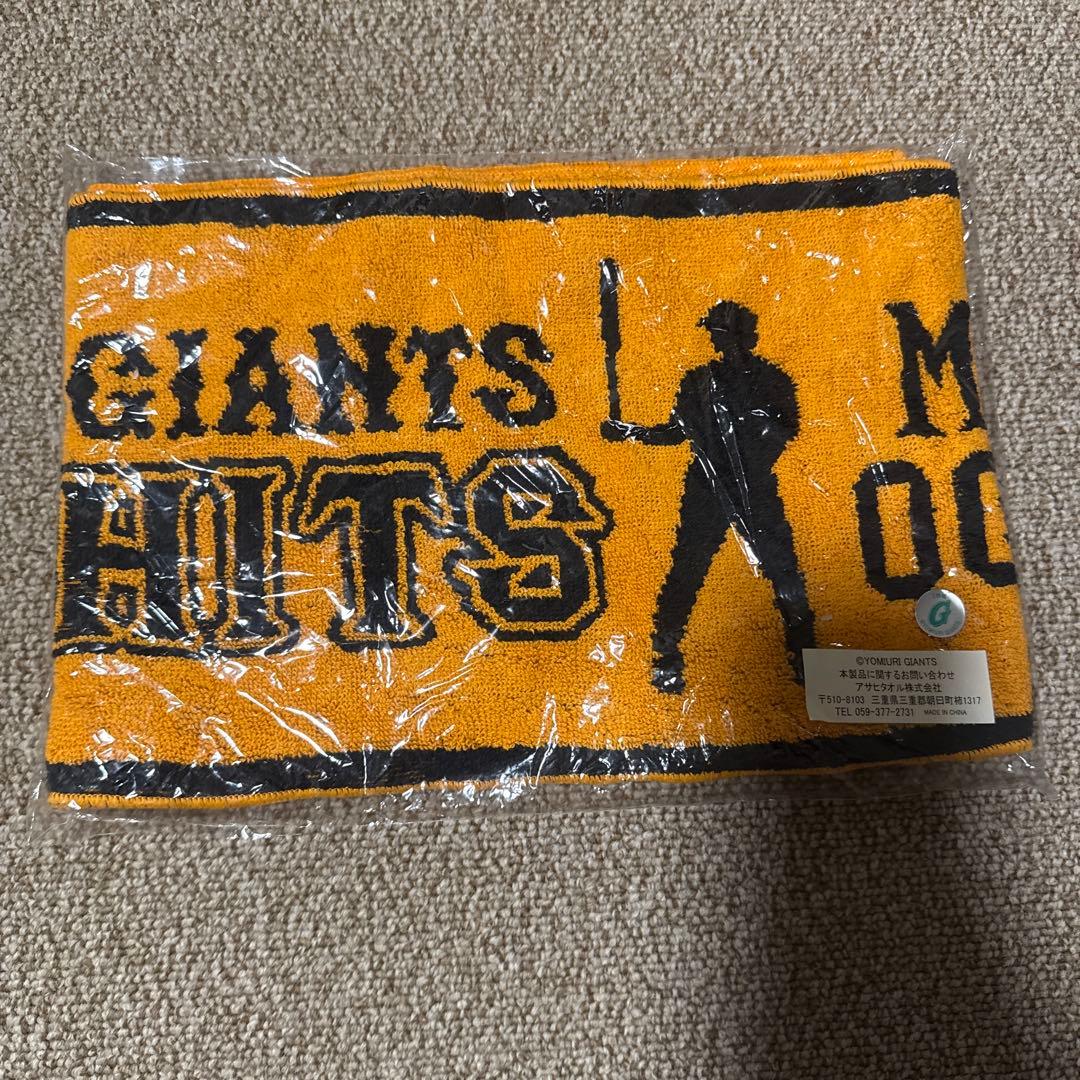 GIANTS
HITS
M
OG
G
©YOMIURI GIANTS
本製品に関するお問い合わせ
アサヒタオル株式会社
〒510-8103 三重県三重郡朝日町柿1317
TEL 059-377-2731 MADE IN CHINA